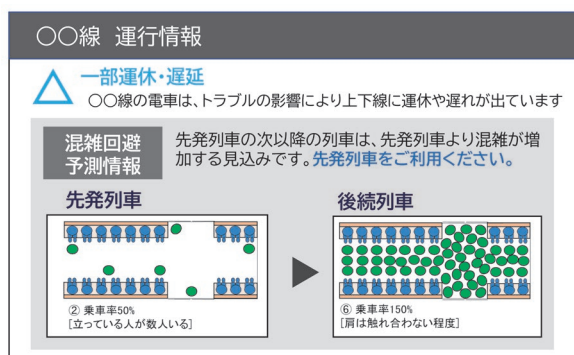 〇〇線 運行情報
一部運休・遅延
〇〇線の電車は、トラブルの影響により上下線に運休や遅れが出ています
混雑回避
予測情報
先発列車の次以降の列車は、先発列車より混雑が増
加する見込みです。先発列車をご利用ください。
先発列車
② 乗車率50%
[立っている人が数人いる]
後続列車
⑥ 乗車率150%
[肩は触れ合わない程度]